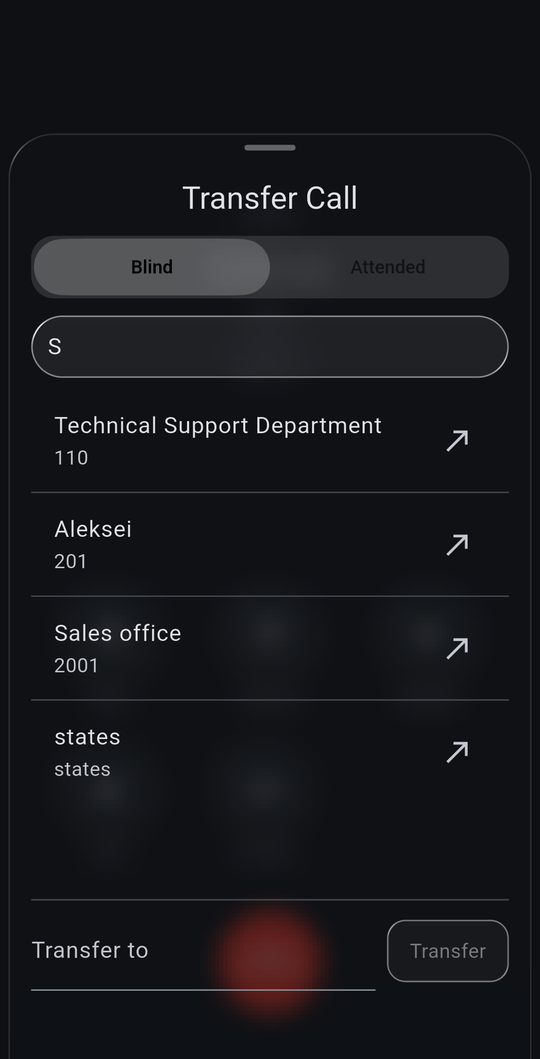 Transfer Call
Blind
Attended
S
Technical Support Department
110
Aleksei
201
Sales office
2001
states
states
Transfer to
Transfer